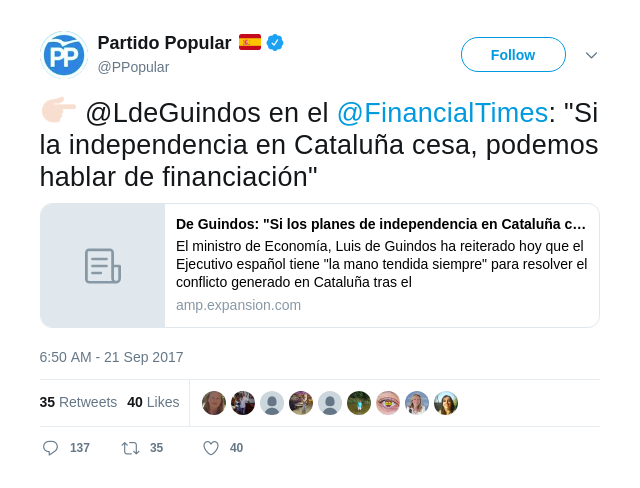 PP
Partido Popular 🇪🇸
@PPopular
Follow
👉 @LdeGuindos en el @FinancialTimes: "Si
la independencia en Cataluña cesa, podemos
hablar de financiación"
De Guindos: "Si los planes de independencia en Cataluña c…
El ministro de Economía, Luis de Guindos ha reiterado hoy que el
Ejecutivo español tiene "la mano tendida siempre" para resolver el
conflicto generado en Cataluña tras el
amp.expansion.com
6:50 AM - 21 Sep 2017
35 Retweets 40 Likes
137 35 40